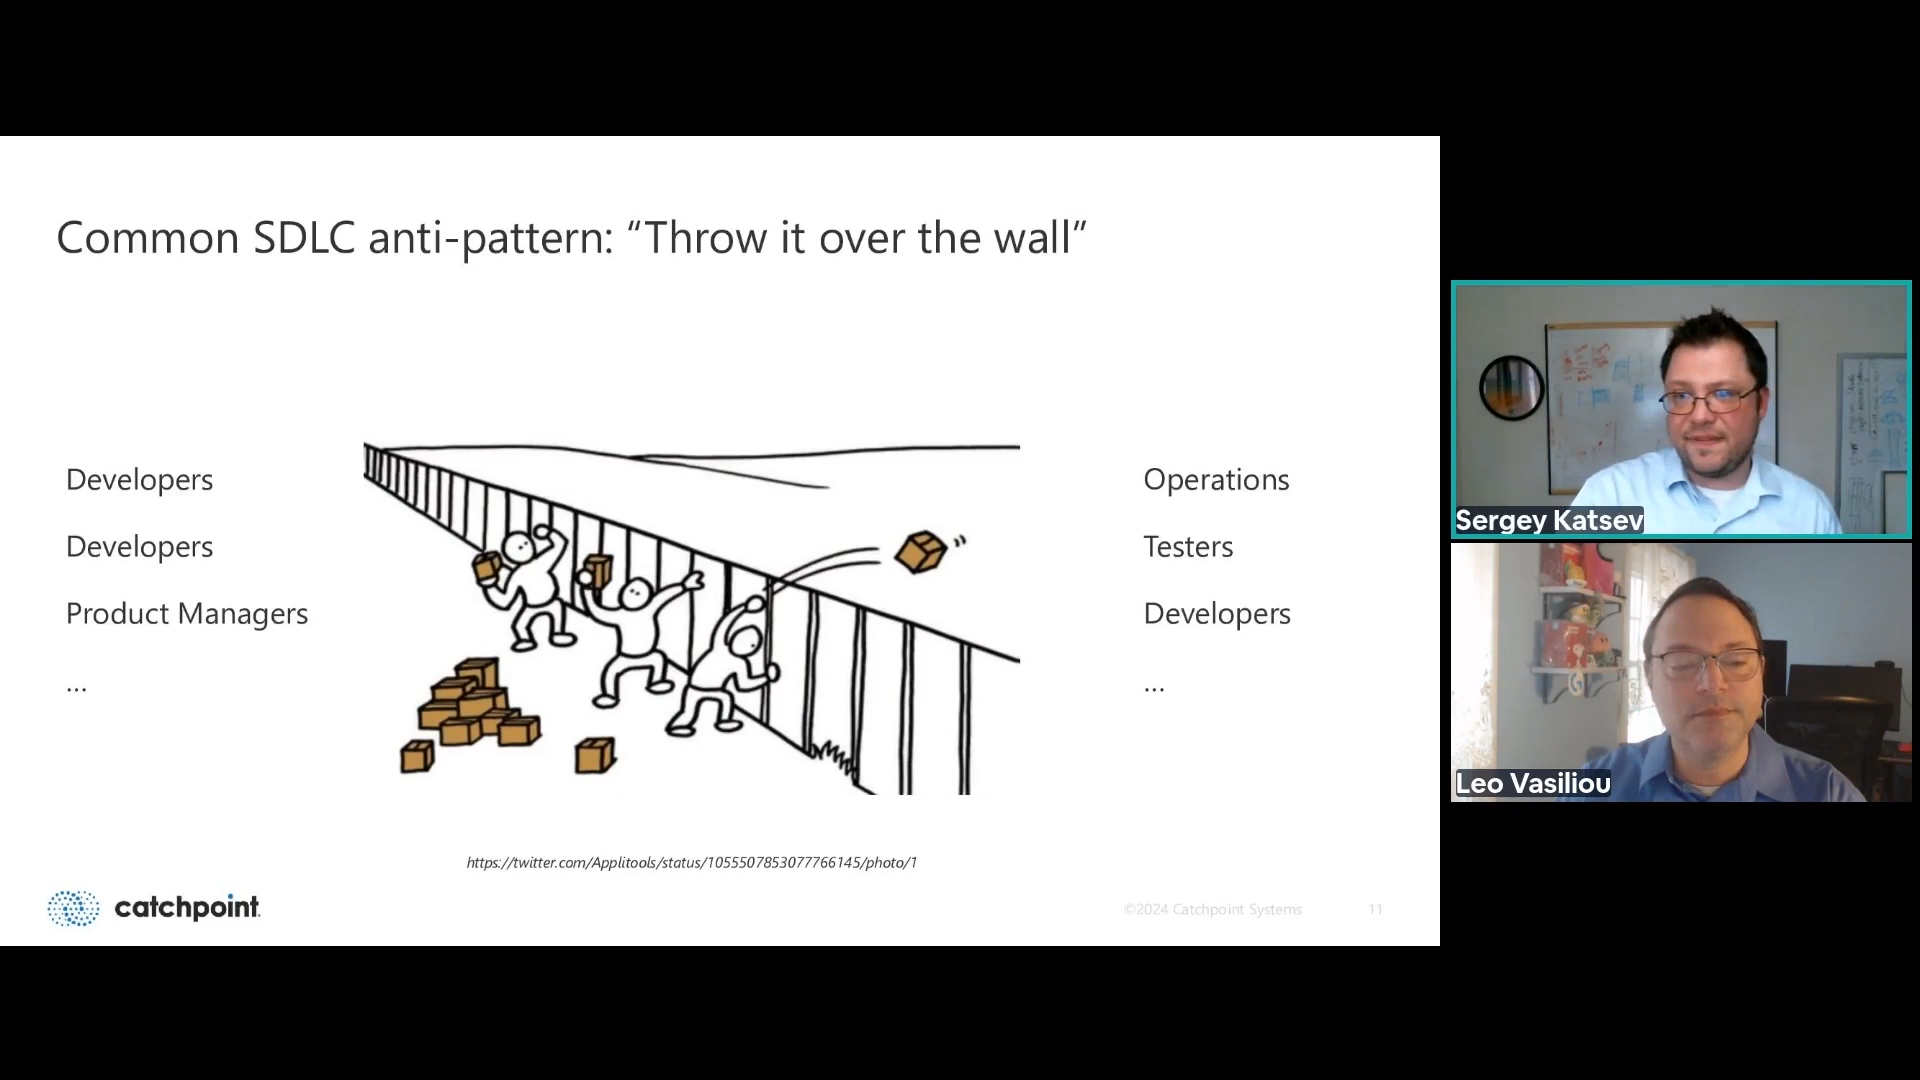 Common SDLC anti-pattern: “Throw it over the wall”
Developers
Operations
Developers
Testers
Product Managers
Developers
...
...
https://twitter.com/Applitools/status/1055507853077766145/photo/1
catchpoint.
©2024 Catchpoint Systems
11
Sergey Katsev
Leo Vasiliou